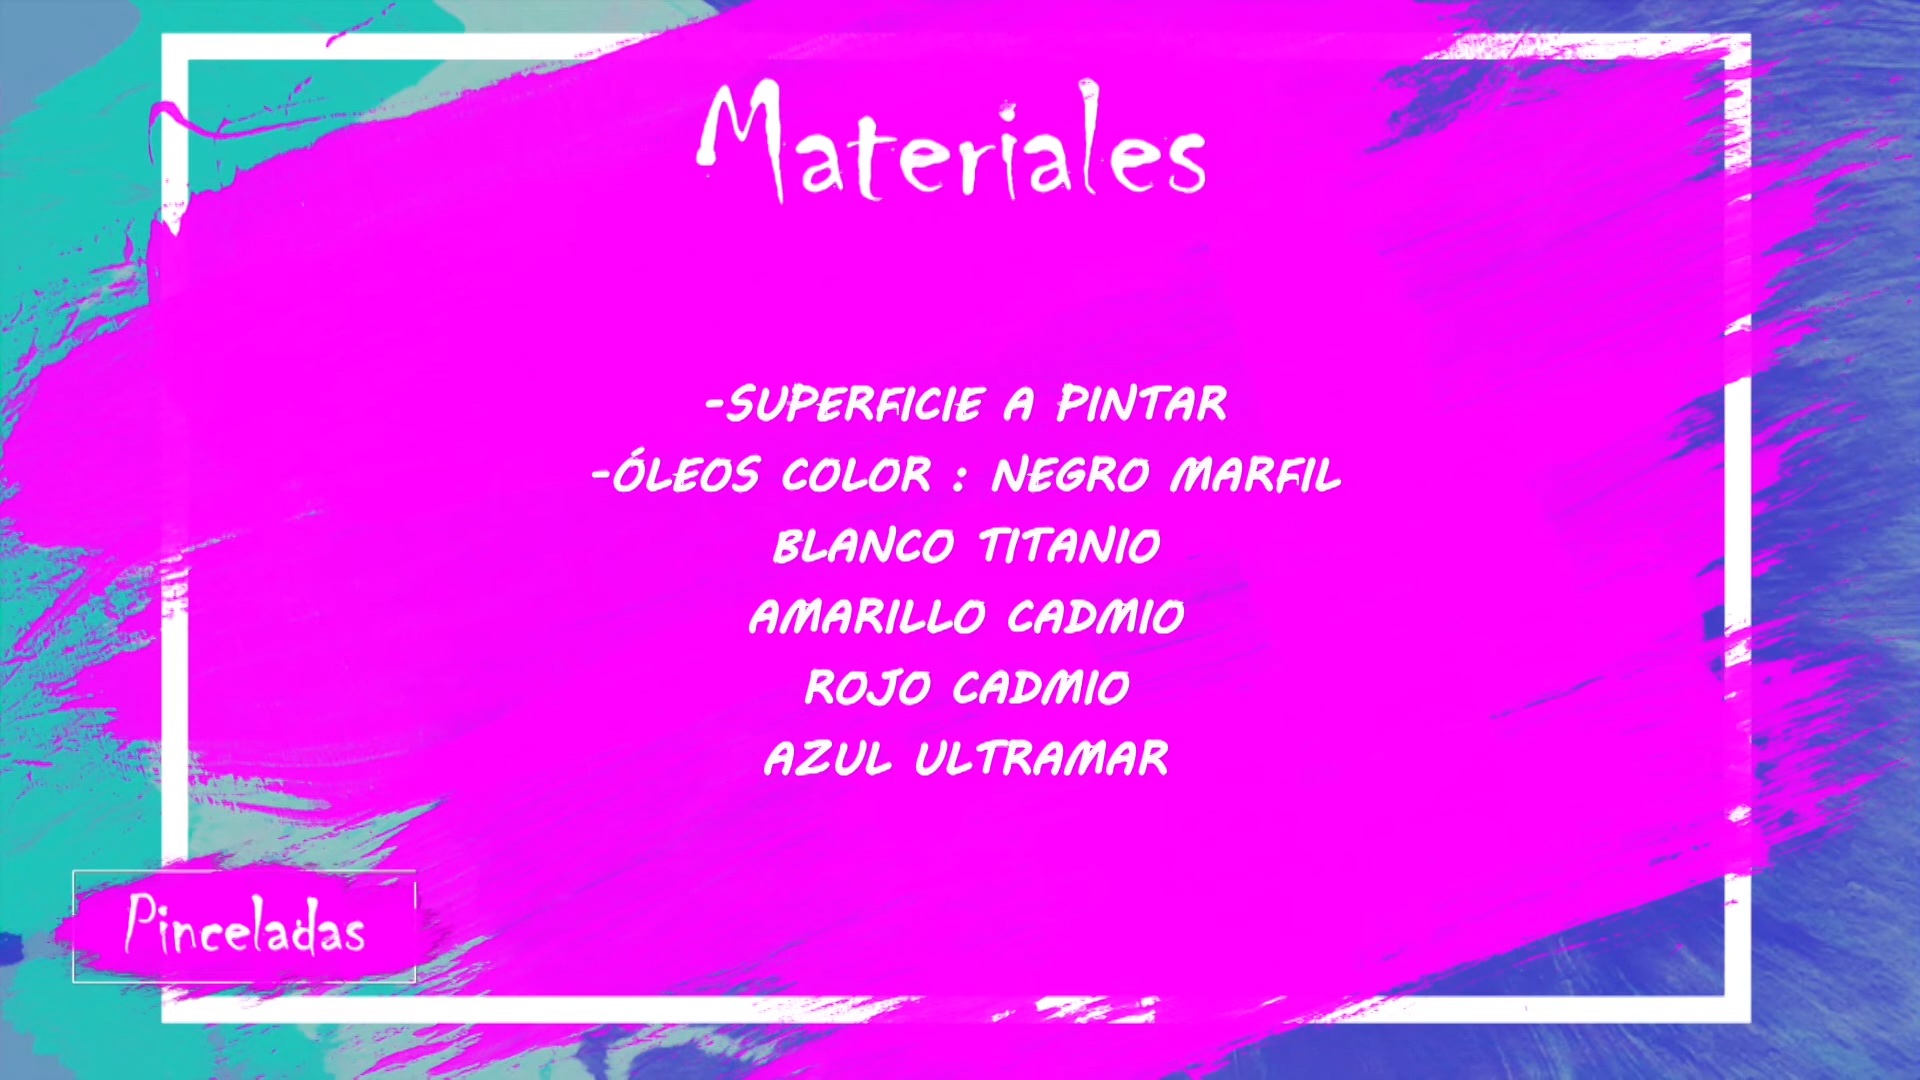 Materiales
-SUPERFICIE A PINTAR
-ÓLEOS COLOR : NEGRO MARFIL
BLANCO TITANIO
AMARILLO CADMIO
ROJO CADMIO
AZUL ULTRAMAR
Pinceladas